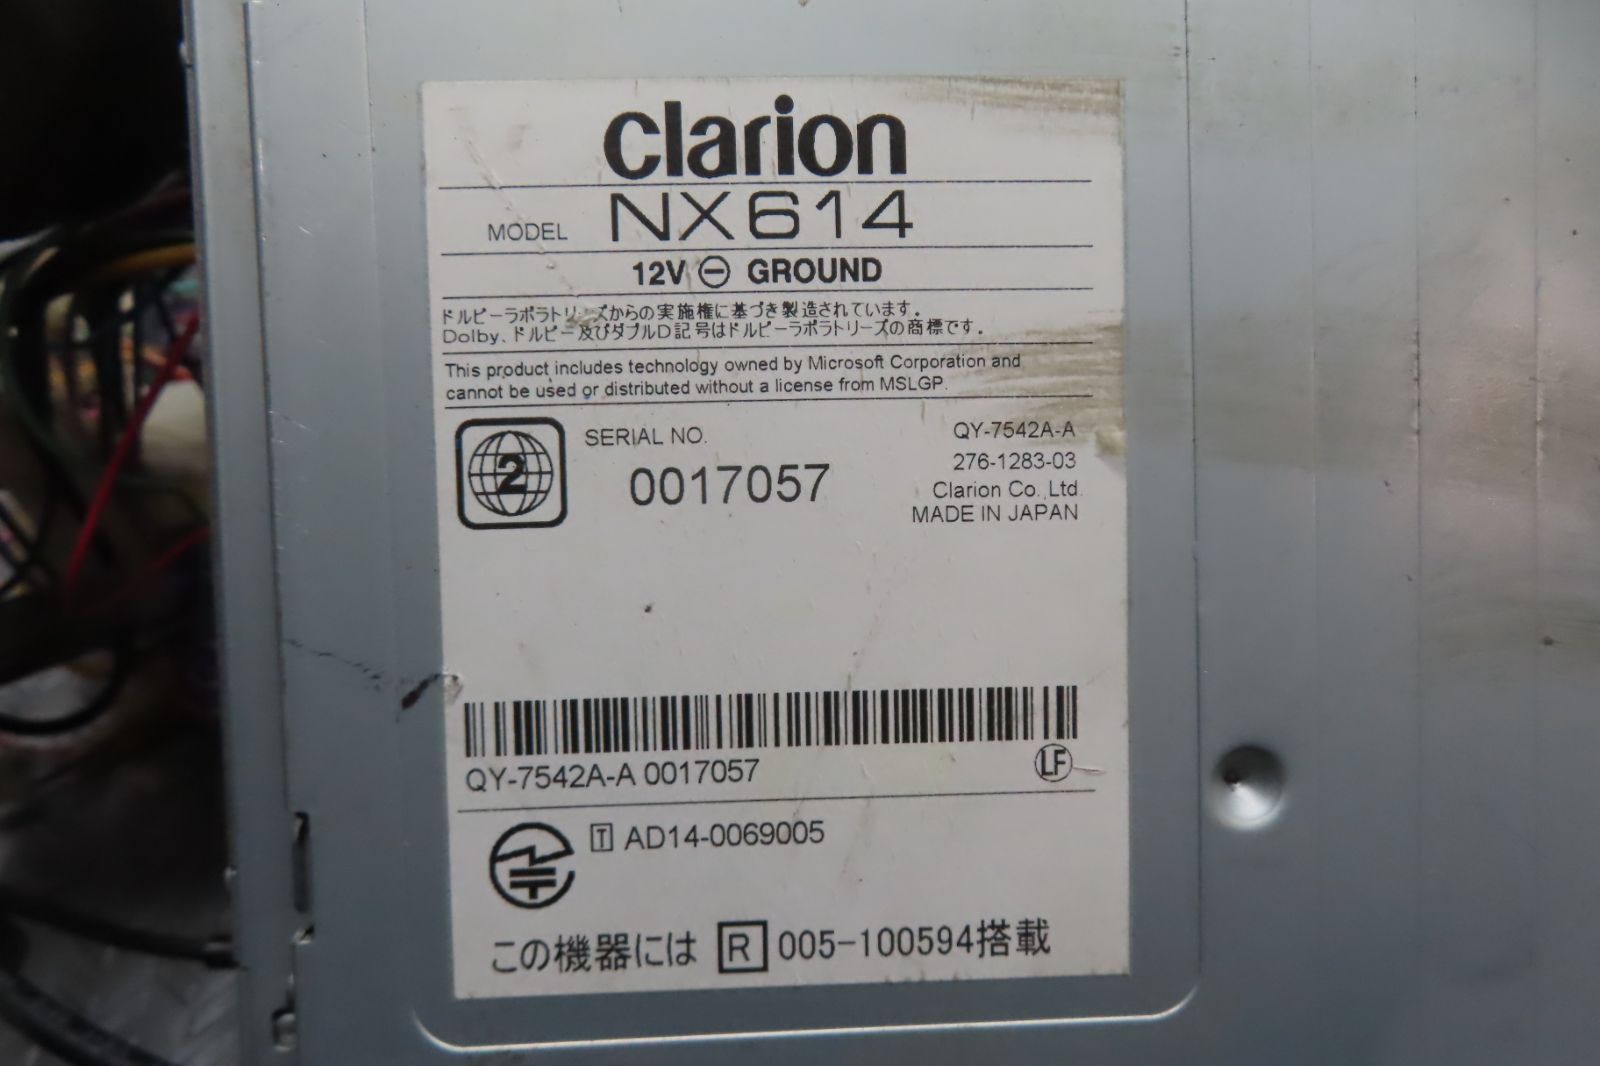 clarion
MODEL NX614
12V ⊖ GROUND
ドルビーラボラトリーズからの実施権に基づき製造されています。
Dolby、ドルビー及びダブルD記号はドルビーラボラトリーズの商標です。
This product includes technology owned by Microsoft Corporation and
cannot be used or distributed without a license from MSLGP.
2
SERIAL NO.
0017057
QY-7542A-A
276-1283-03
Clarion Co.,Ltd.
MADE IN JAPAN
QY-7542A-A 0017057
LF
T AD14-0069005
この機器には R 005-100594搭載